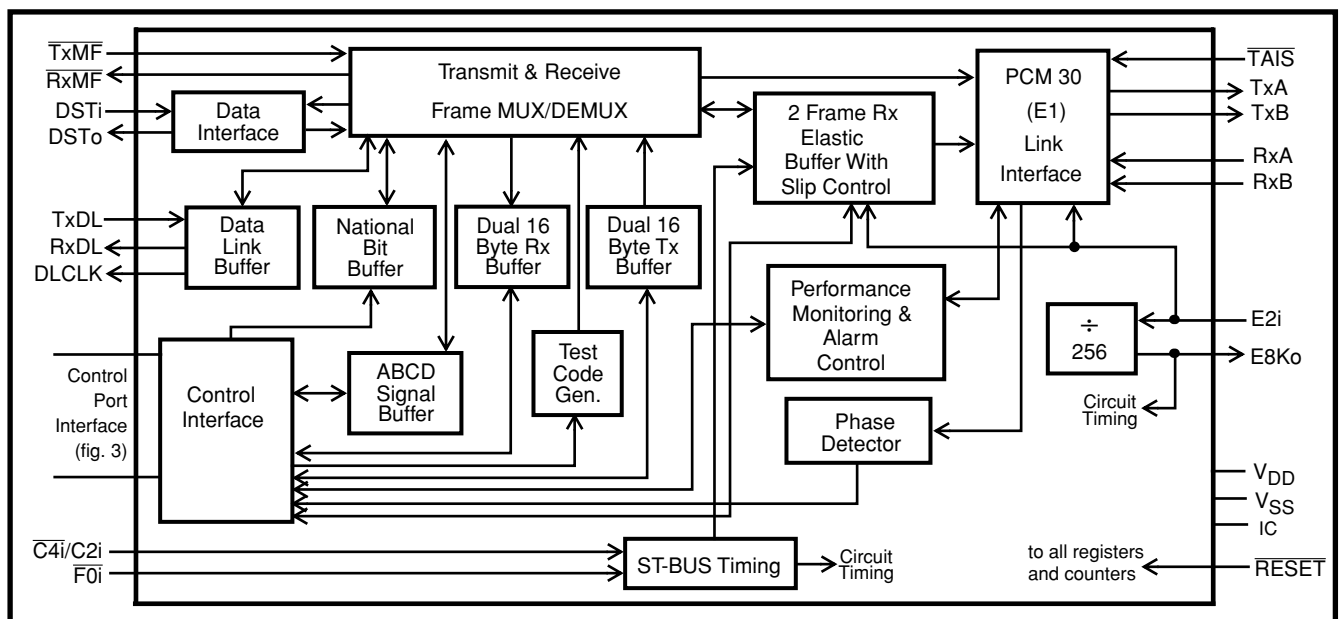 TxMF
RxMF
DSTi
DSTo
TxDL
RxDL
DLCLK
Control
Port
Interface
(fig. 3)
C4i/C2i
F0i
Data
Interface
Transmit & Receive
Frame MUX/DEMUX
2 Frame Rx
Elastic
Buffer With
Slip Control
PCM 30
(E1)
Link
Interface
Data
Link
Buffer
National
Bit
Buffer
Dual 16
Byte Rx
Buffer
Dual 16
Byte Tx
Buffer
Performance
Monitoring &
Alarm
Control
÷
256
Control
Interface
ABCD
Signal
Buffer
Test
Code
Gen.
Phase
Detector
Circuit
Timing
ST-BUS Timing
Circuit
Timing
to all registers
and counters
TAIS
TxA
TxB
RxA
RxB
E2i
E8Ko
VDD
VSS
IC
RESET